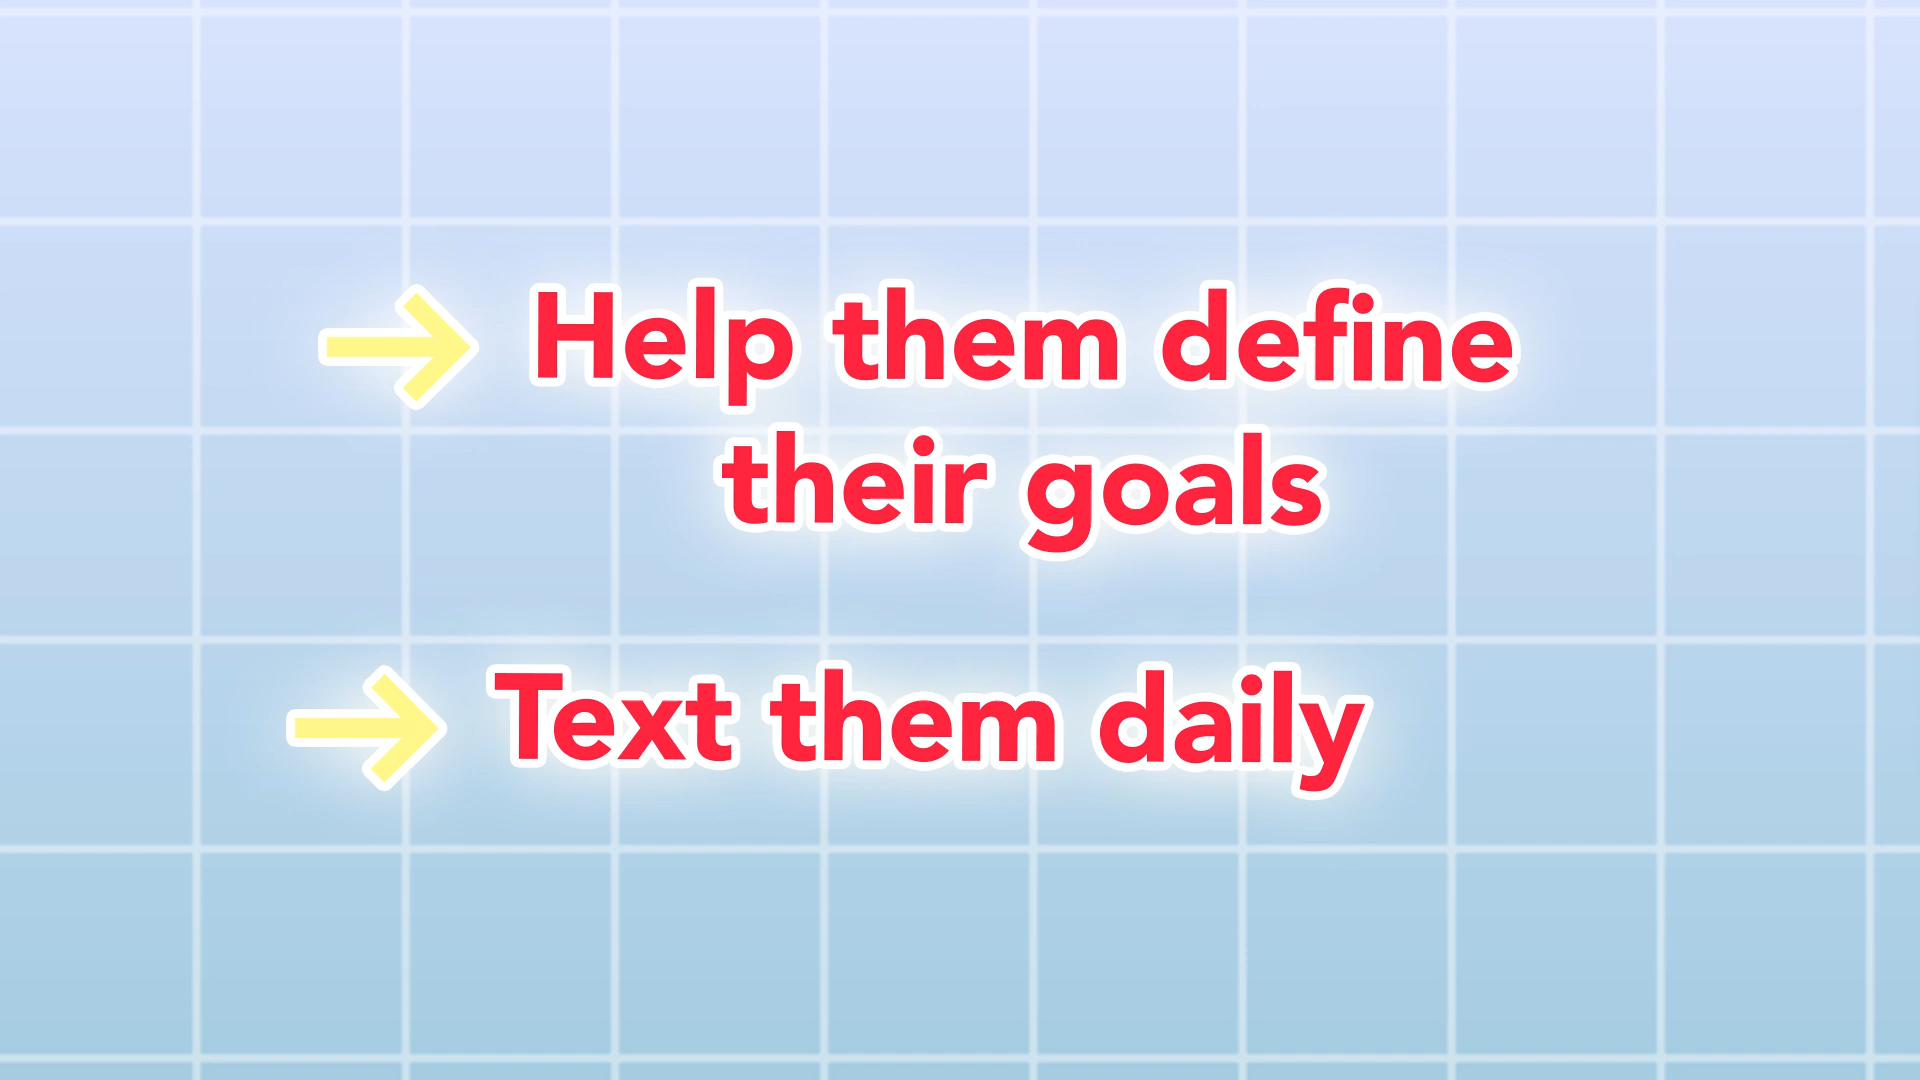 → Help them define
their goals
→ Text them daily